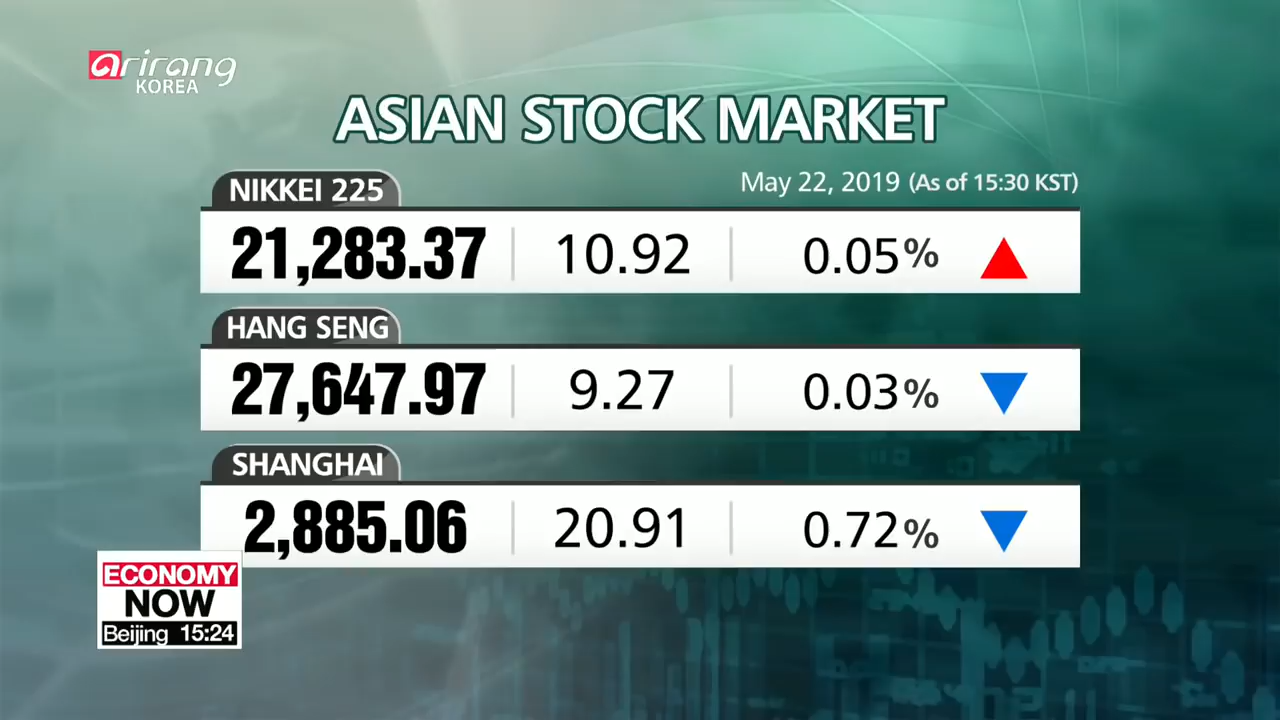 arirang
KOREA
ASIAN STOCK MARKET
NIKKEI 225
May 22, 2019 (As of 15:30 KST)
21,283.37 10.92 0.05%
HANG SENG
27,647.97 9.27 0.03%
SHANGHAI
2,885.06 20.91 0.72%
ECONOMY
NOW
Beijing 15:24